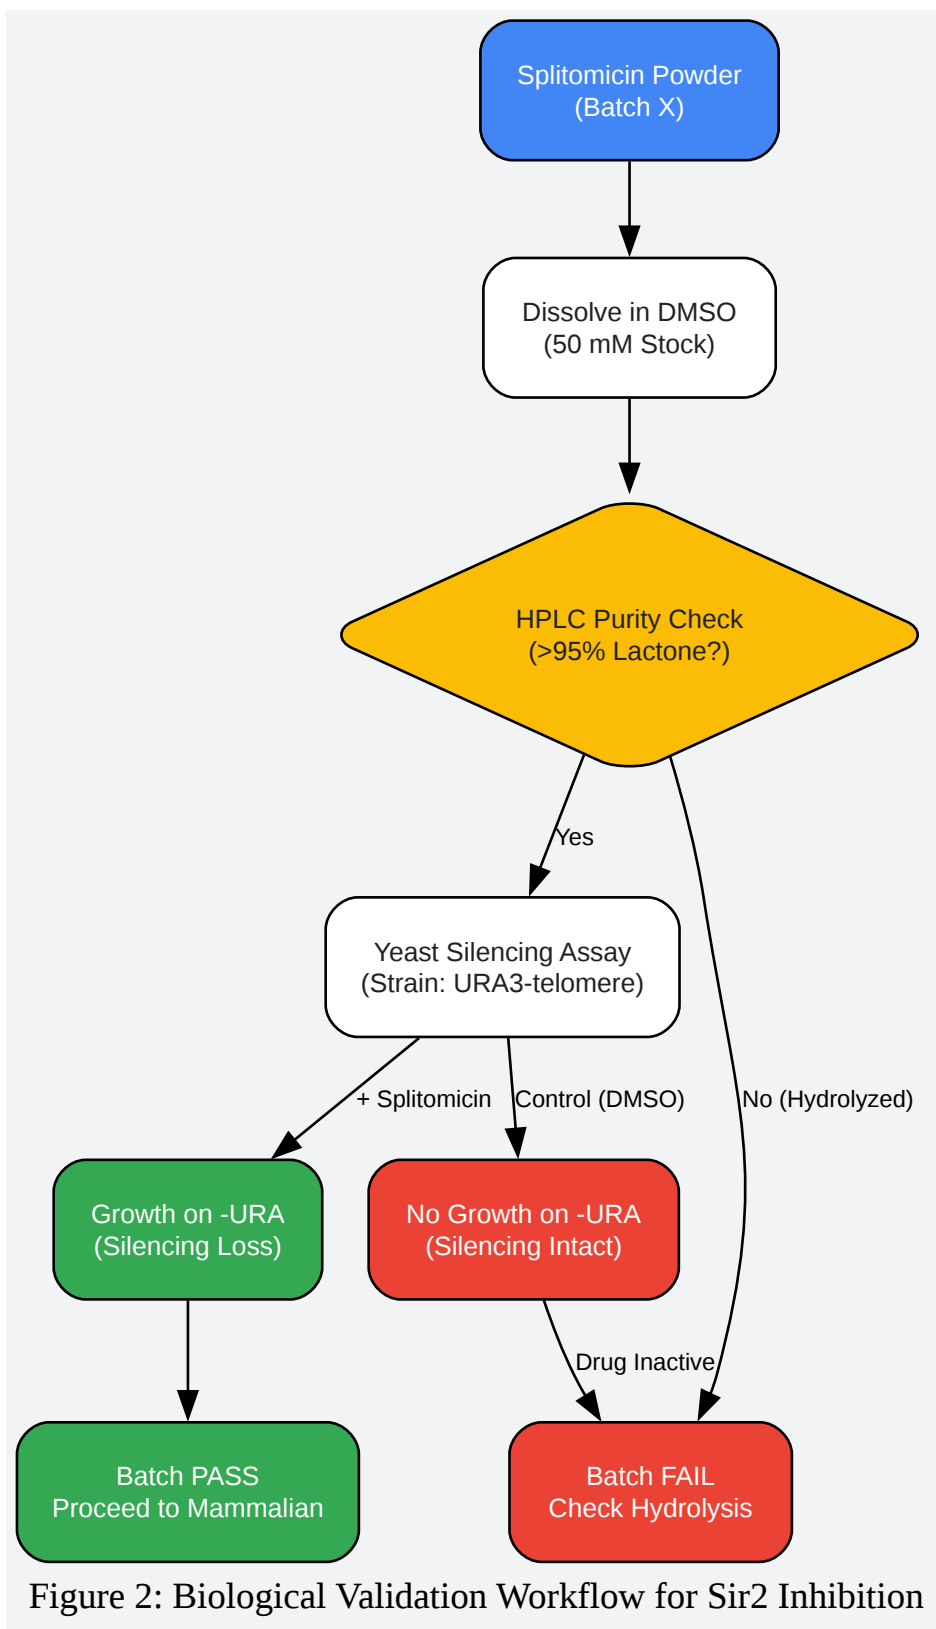 Splitomicin Powder
(Batch X)
Dissolve in DMSO
(50 mM Stock)
HPLC Purity Check
(>95% Lactone?)
Yes
Yeast Silencing Assay
(Strain: URA3-telomere)
+ Splitomicin
Control (DMSO)
No (Hydrolyzed)
Growth on -URA
(Silencing Loss)
No Growth on -URA
(Silencing Intact)
Drug Inactive
Batch PASS
Proceed to Mammalian
Batch FAIL
Check Hydrolysis
Figure 2: Biological Validation Workflow for Sir2 Inhibition